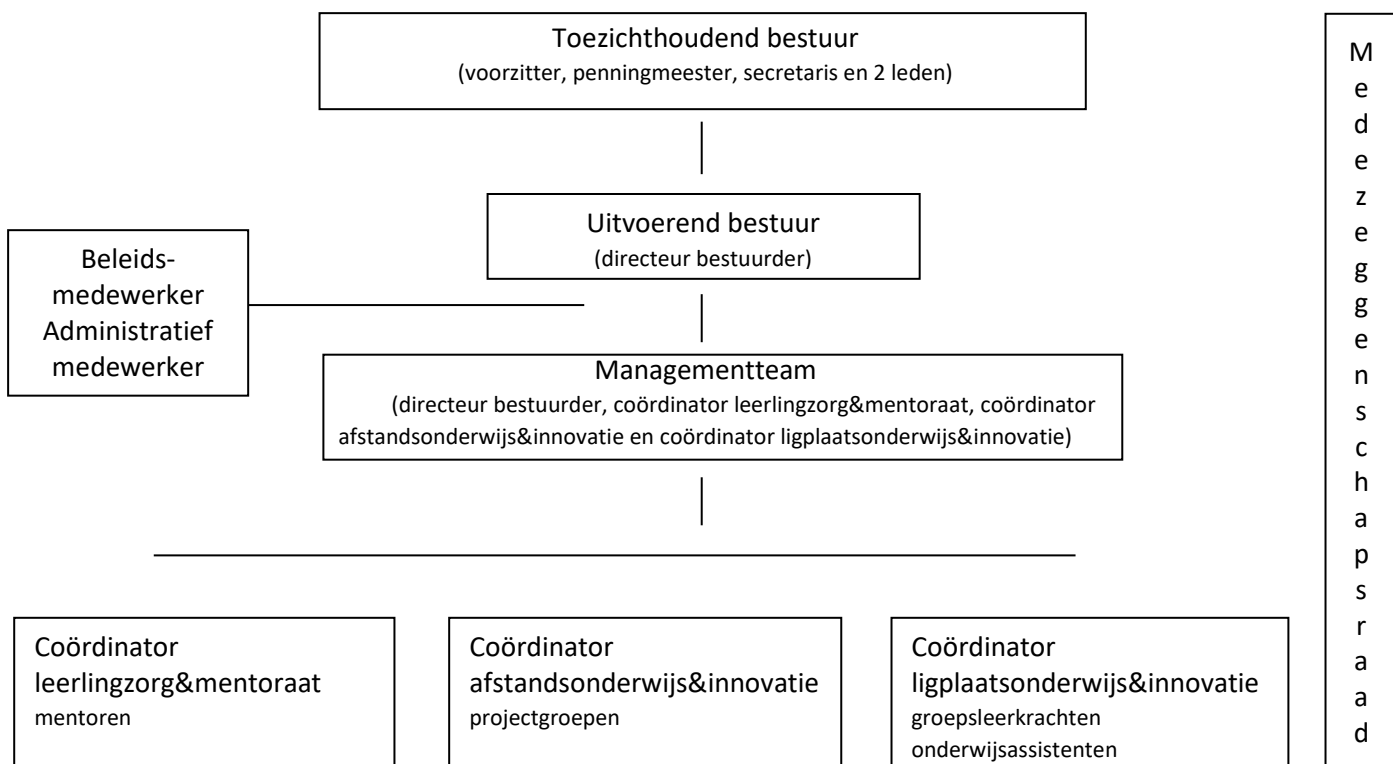 Toezichthoudend bestuur
(voorzitter, penningmeester, secretaris en 2 leden)
Uitvoerend bestuur
(directeur bestuurder)
Beleids-
medewerker
Administratief
medewerker
Managementteam
(directeur bestuurder, coördinator leerlingzorg&mentoraat, coördinator
afstandsonderwijs&innovatie en coördinator ligplaatsonderwijs&innovatie)
Coördinator
leerlingzorg&mentoraat
mentoren
Coördinator
afstandsonderwijs&innovatie
projectgroepen
Coördinator
ligplaatsonderwijs&innovatie
groepsleerkrachten
onderwijsassistenten
M
e
d
e
z
e
g
g
e
n
s
c
h
a
p
s
r
a
a
d